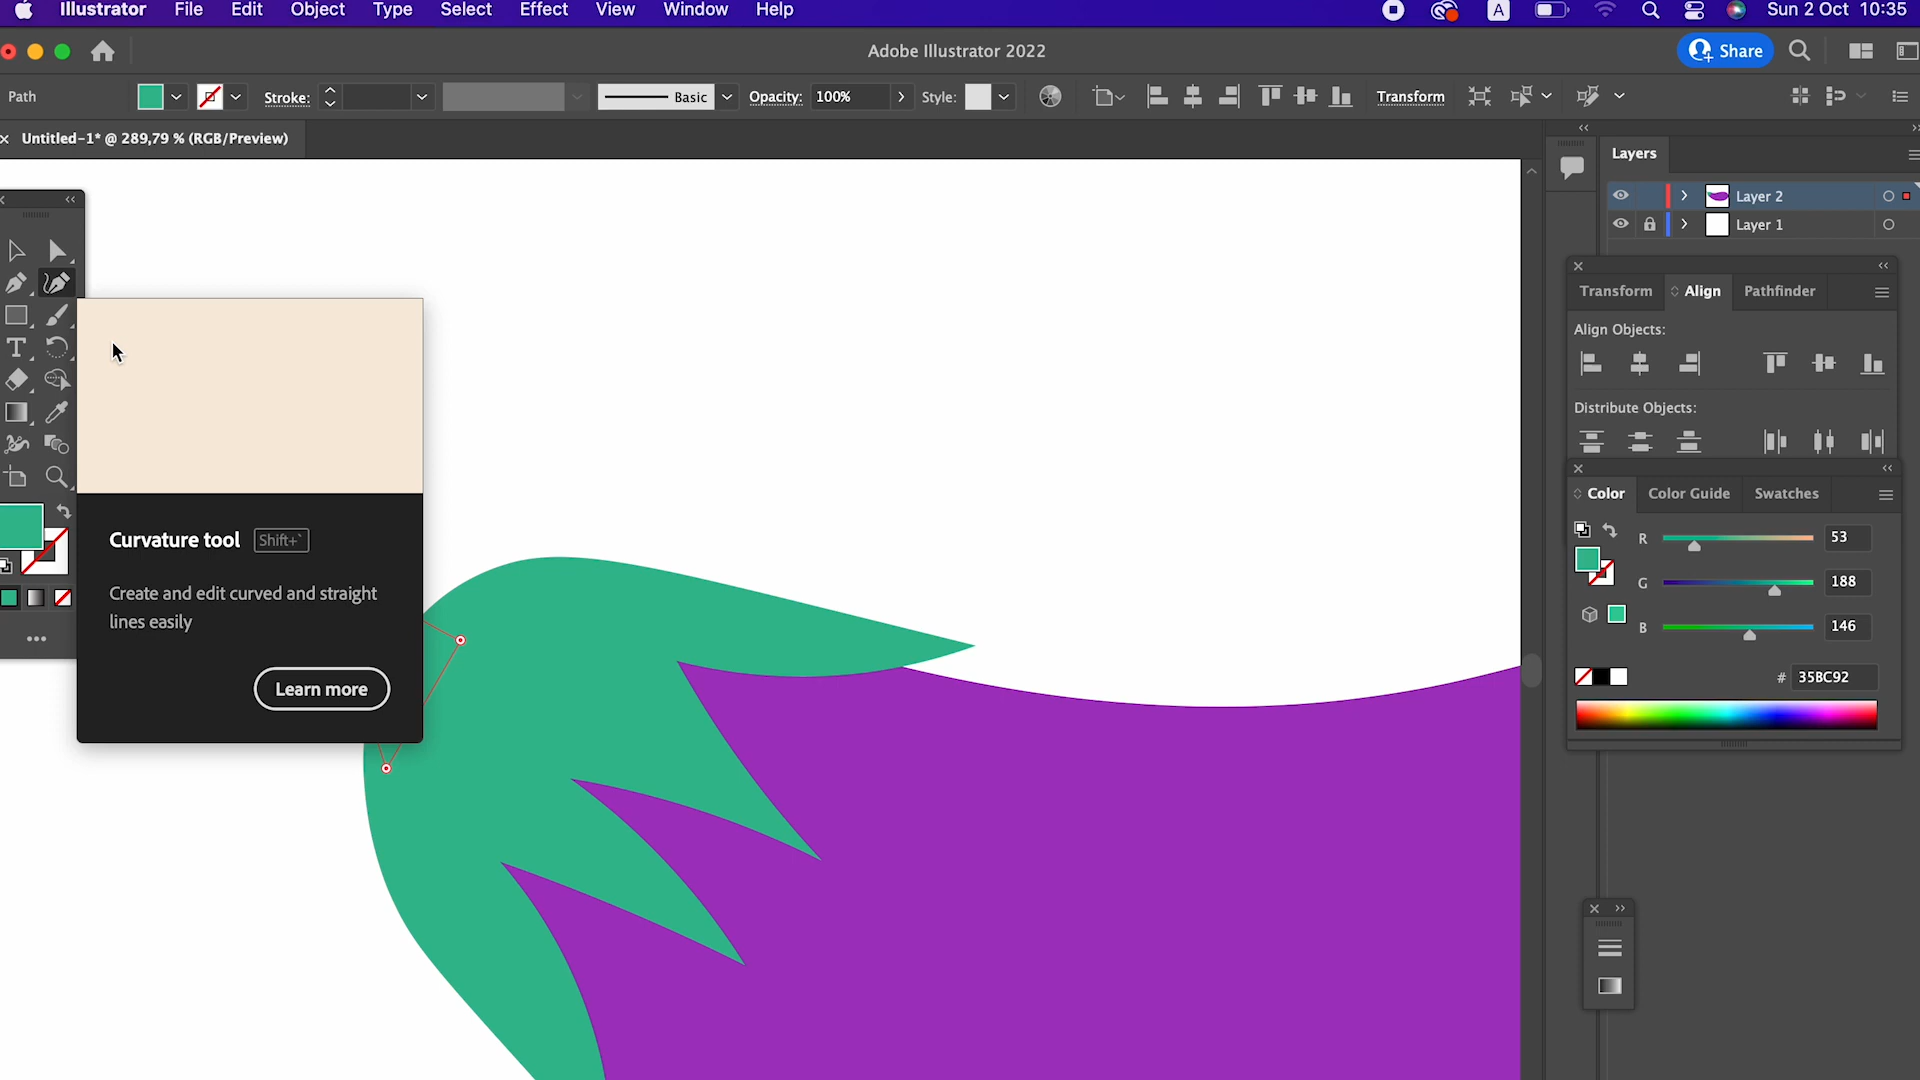 Illustrator File Edit Object Type Select Effect View Window Help A Sun 2 Oct 10:35
Adobe Illustrator 2022
Share
Path Stroke: Basic Opacity: 100% Style: Transform
Untitled-1* @ 289,79 % (RGB/Preview)
Layers
Layer 2
Layer 1
Transform Align Pathfinder
Align Objects:
Distribute Objects:
Color Color Guide Swatches
R 53
G 188
B 146
# 35BC92
Curvature tool Shift+`
Create and edit curved and straight
lines easily
Learn more